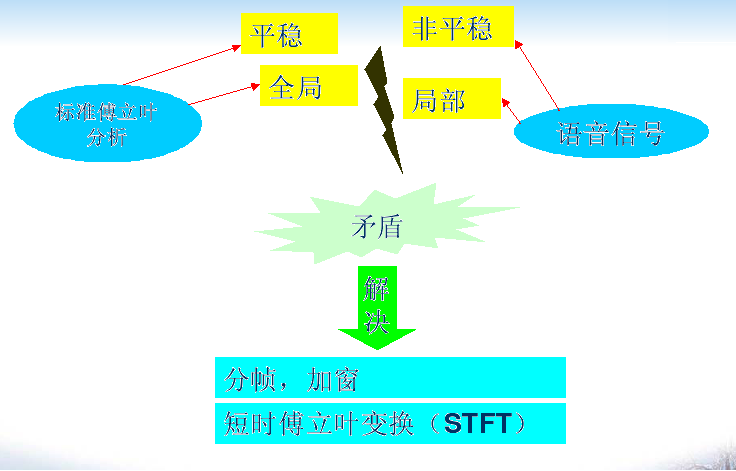 平稳
非平稳
全局
局部
标准傅立叶
分析
语音信号
矛盾
解
决
分帧，加窗
短时傅立叶变换（STFT）